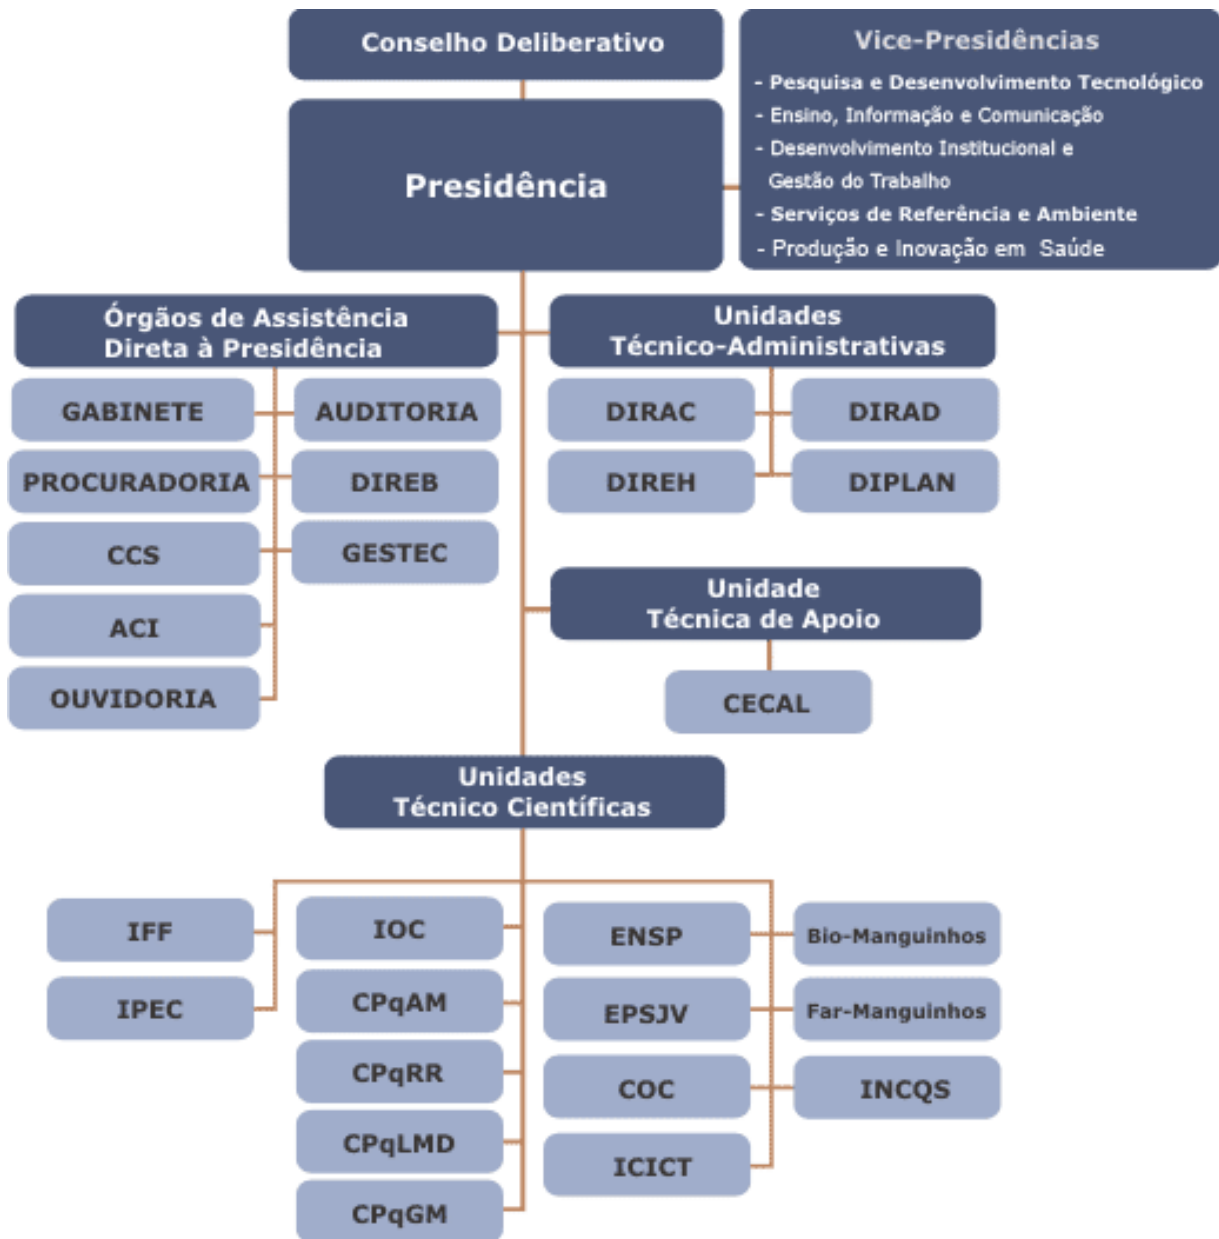 Conselho Deliberativo
Presidência
Vice-Presidências
- Pesquisa e Desenvolvimento Tecnológico
- Ensino, Informação e Comunicação
- Desenvolvimento Institucional e
Gestão do Trabalho
- Serviços de Referência e Ambiente
- Produção e Inovação em Saúde
Órgãos de Assistência
Direta à Presidência
GABINETE
AUDITORIA
PROCURADORIA
DIREB
CCS
GESTEC
ACI
OUVIDORIA
Unidades
Técnico-Administrativas
DIRAC
DIRAD
DIREH
DIPLAN
Unidade
Técnica de Apoio
CECAL
Unidades
Técnico Científicas
IFF
IPEC
IOC
CPqAM
CPqRR
CPqLMD
CPqGM
ENSP
EPSJV
COC
ICICT
Bio-Manguinhos
Far-Manguinhos
INCQS